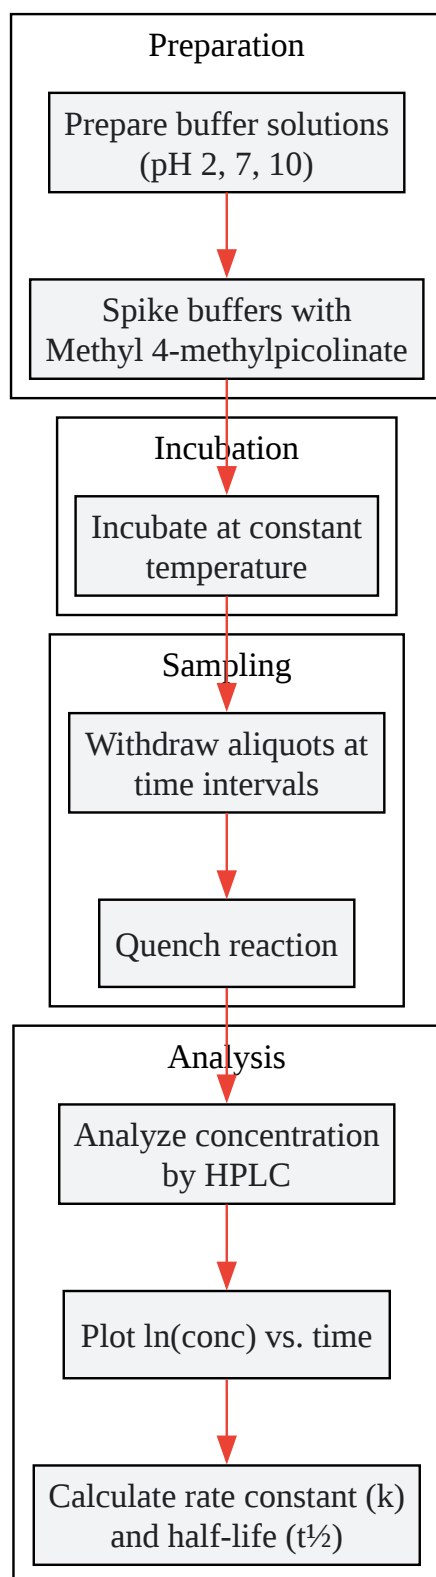 Preparation
Prepare buffer solutions
(pH 2, 7, 10)
Spike buffers with
Methyl 4-methylpicolinate
Incubation
Incubate at constant
temperature
Sampling
Withdraw aliquots at
time intervals
Quench reaction
Analysis
Analyze concentration
by HPLC
Plot ln(conc) vs. time
Calculate rate constant (k)
and half-life (t½)